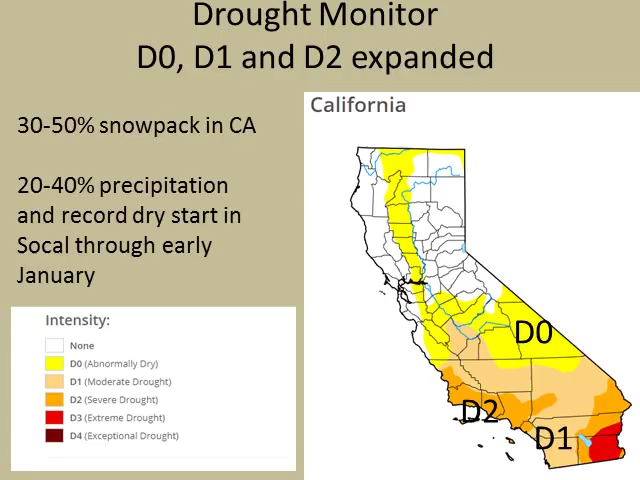 Drought Monitor
D0, D1 and D2 expanded
30-50% snowpack in CA
20-40% precipitation
and record dry start in
Socal through early
January
California
Intensity:
None
D0 (Abnormally Dry)
D1 (Moderate Drought)
D2 (Severe Drought)
D3 (Extreme Drought)
D4 (Exceptional Drought)
D0
D2
D1